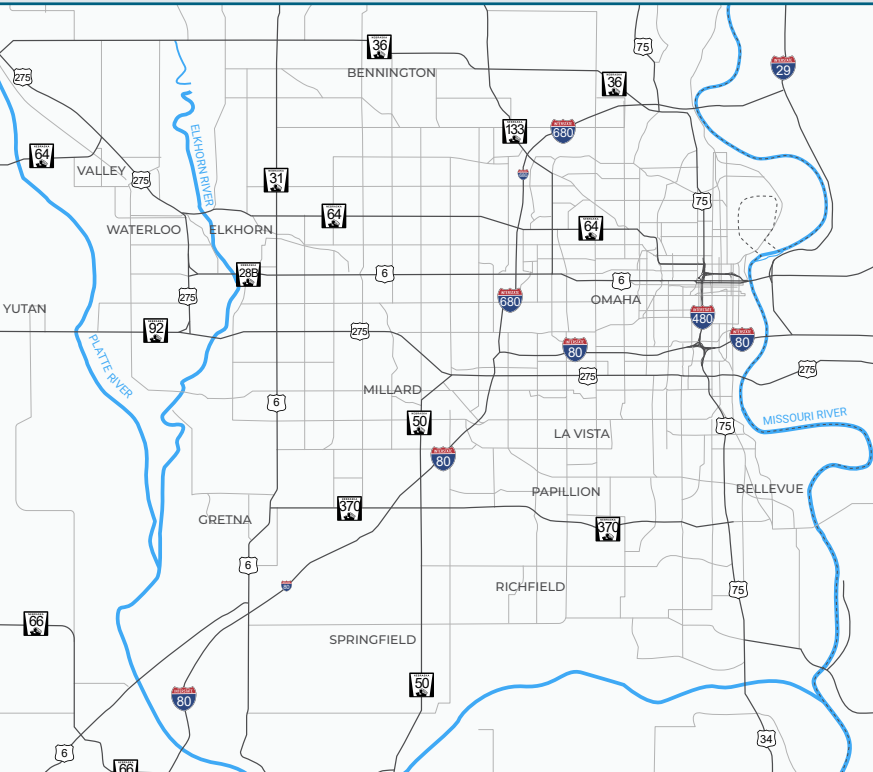 36
75
275
BENNINGTON
36
29
133
680
64
VALLEY
275
ELKHORN RIVER
31
75
64
64
WATERLOO
ELKHORN
28B
6
6
275
680
OMAHA
YUTAN
92
275
480
80
80
PLATTE RIVER
275
275
MILLARD
6
50
75
MISSOURI RIVER
LA VISTA
80
PAPILLION
BELLEVUE
370
GRETNA
370
6
RICHFIELD
75
66
SPRINGFIELD
50
80
6
34
66